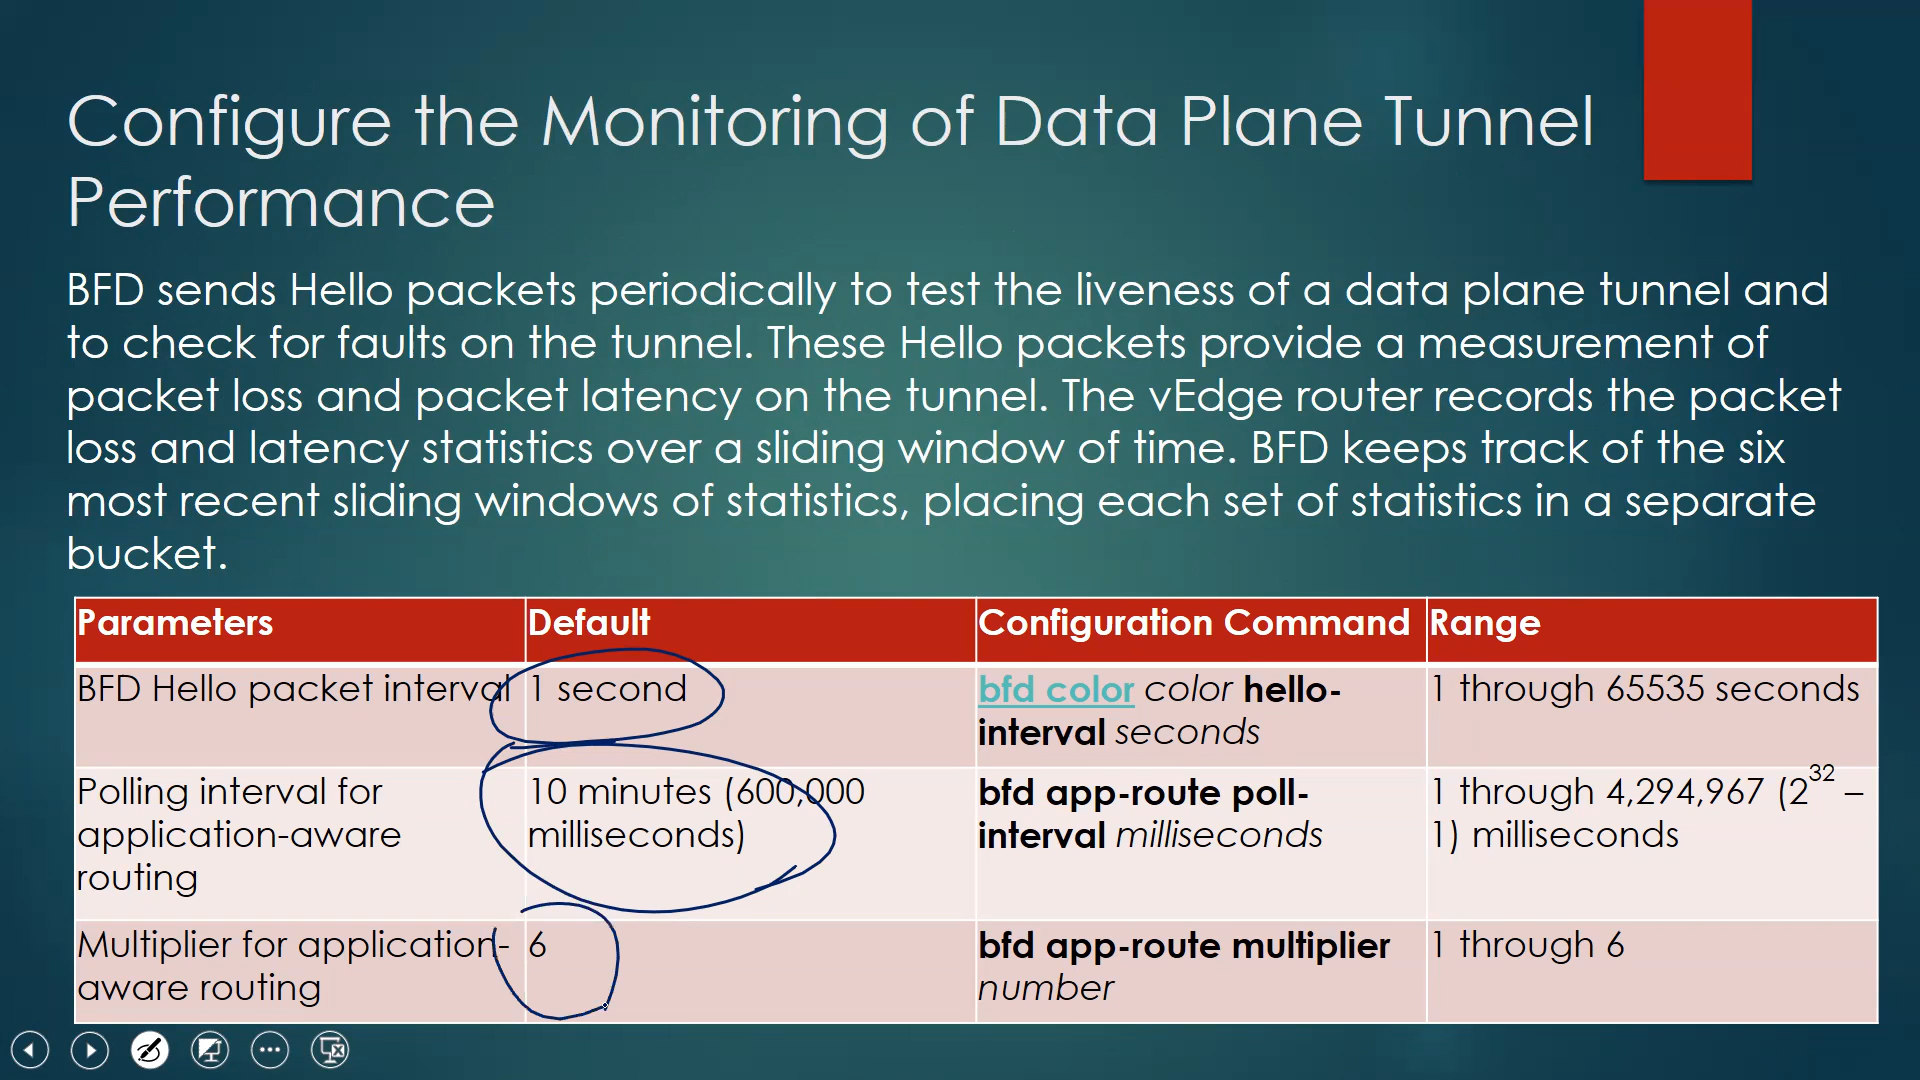 Configure the Monitoring of Data Plane Tunnel
Performance
BFD sends Hello packets periodically to test the liveness of a data plane tunnel and
to check for faults on the tunnel. These Hello packets provide a measurement of
packet loss and packet latency on the tunnel. The vEdge router records the packet
loss and latency statistics over a sliding window of time. BFD keeps track of the six
most recent sliding windows of statistics, placing each set of statistics in a separate
bucket.
Parameters Default Configuration Command Range
BFD Hello packet interval 1 second bfd color color hello- 1 through 65535 seconds
interval seconds
Polling interval for 10 minutes (600,000 bfd app-route poll- 1 through 4,294,967 (2³² –
application-aware milliseconds) interval milliseconds 1) milliseconds
routing
Multiplier for application- 6 bfd app-route multiplier 1 through 6
aware routing number